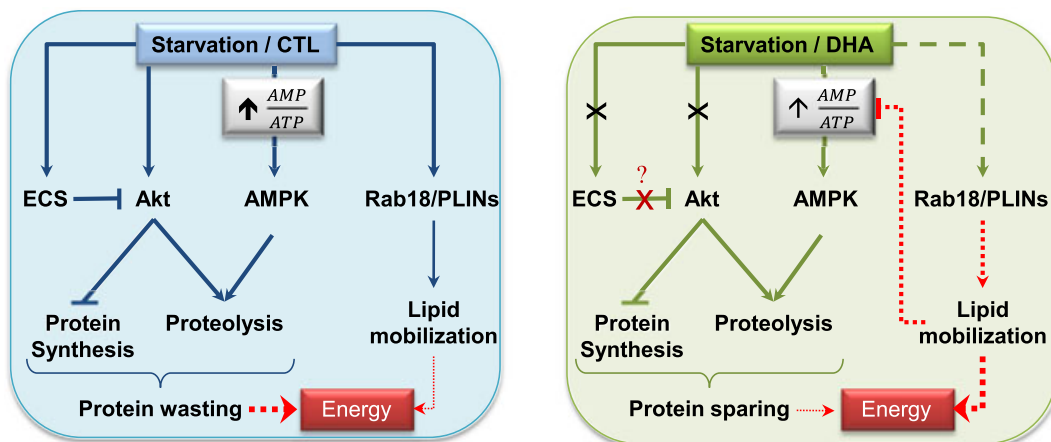 Starvation / CTL
AMP
ATP
ECS Akt AMPK Rab18/PLINs
Protein Synthesis
Proteolysis
Lipid mobilization
Protein wasting Energy
Starvation / DHA
X X
AMP
ATP
?
ECS X Akt AMPK Rab18/PLINs
Protein Synthesis
Proteolysis
Lipid mobilization
Protein sparing Energy